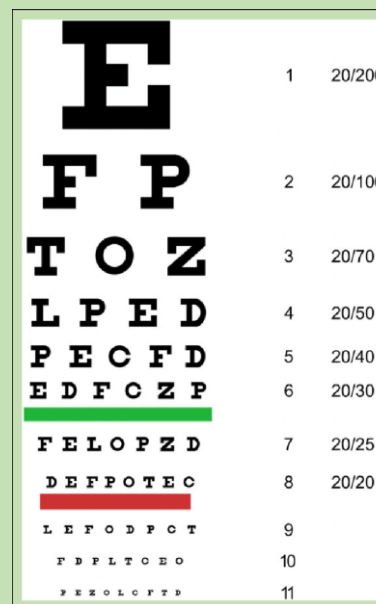 E 1 20/200
F P 2 20/100
T O Z 3 20/70
L P E D 4 20/50
P E C F D 5 20/40
E D F C Z P 6 20/30
F E L O P Z D 7 20/25
D E F P O T E C 8 20/20
L E F O D P C T 9
F D P L T C E O 10
P E Z O L C F T D 11